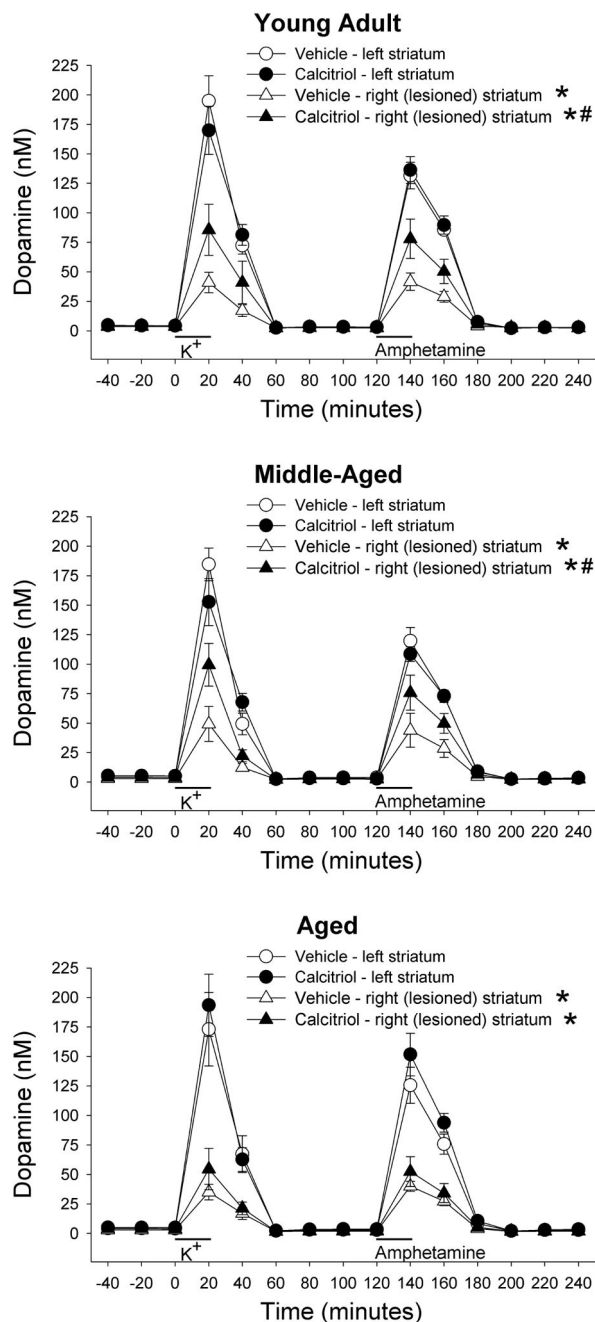 Young Adult
Vehicle - left striatum
Calcitriol - left striatum
Vehicle - right (lesioned) striatum *
Calcitriol - right (lesioned) striatum *#
225
200
175
150
125
100
75
50
25
0
Dopamine (nM)
K+
Amphetamine
-40 -20 0 20 40 60 80 100 120 140 160 180 200 220 240
Time (minutes)
Middle-Aged
Vehicle - left striatum
Calcitriol - left striatum
Vehicle - right (lesioned) striatum *
Calcitriol - right (lesioned) striatum *#
225
200
175
150
125
100
75
50
25
0
Dopamine (nM)
K+
Amphetamine
-40 -20 0 20 40 60 80 100 120 140 160 180 200 220 240
Time (minutes)
Aged
Vehicle - left striatum
Calcitriol - left striatum
Vehicle - right (lesioned) striatum *
Calcitriol - right (lesioned) striatum *
225
200
175
150
125
100
75
50
25
0
Dopamine (nM)
K+
Amphetamine
-40 -20 0 20 40 60 80 100 120 140 160 180 200 220 240
Time (minutes)